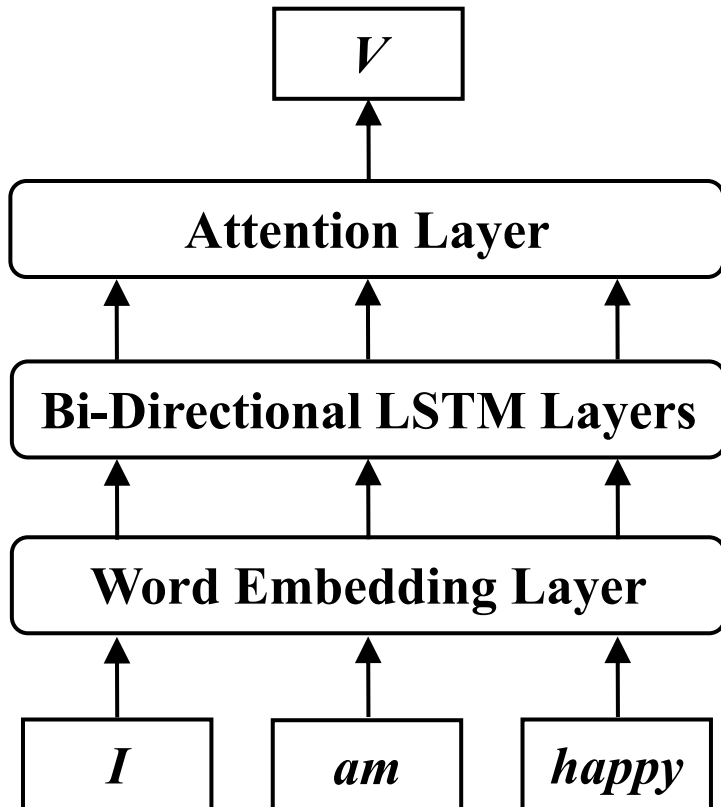 V
Attention Layer
Bi-Directional LSTM Layers
Word Embedding Layer
I am happy